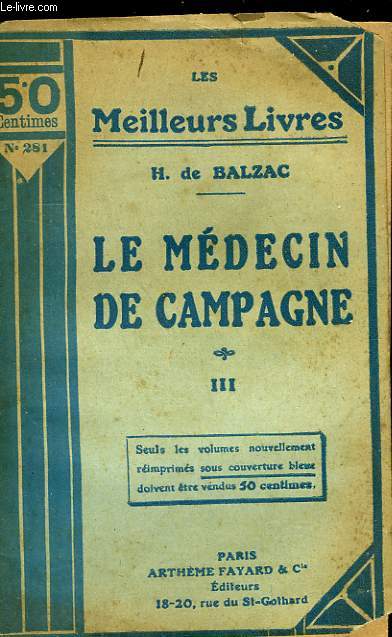 Le-Livre.com
50
Centimes
N° 281
LES
Meilleurs Livres
H. de BALZAC
LE MÉDECIN
DE CAMPAGNE
III
Seuls les volumes nouvellement
réimprimés sous couverture bleue
doivent être vendus 50 centimes.
PARIS
ARTHÈME FAYARD & Cie
Éditeurs
18-20, rue du St-Gothard